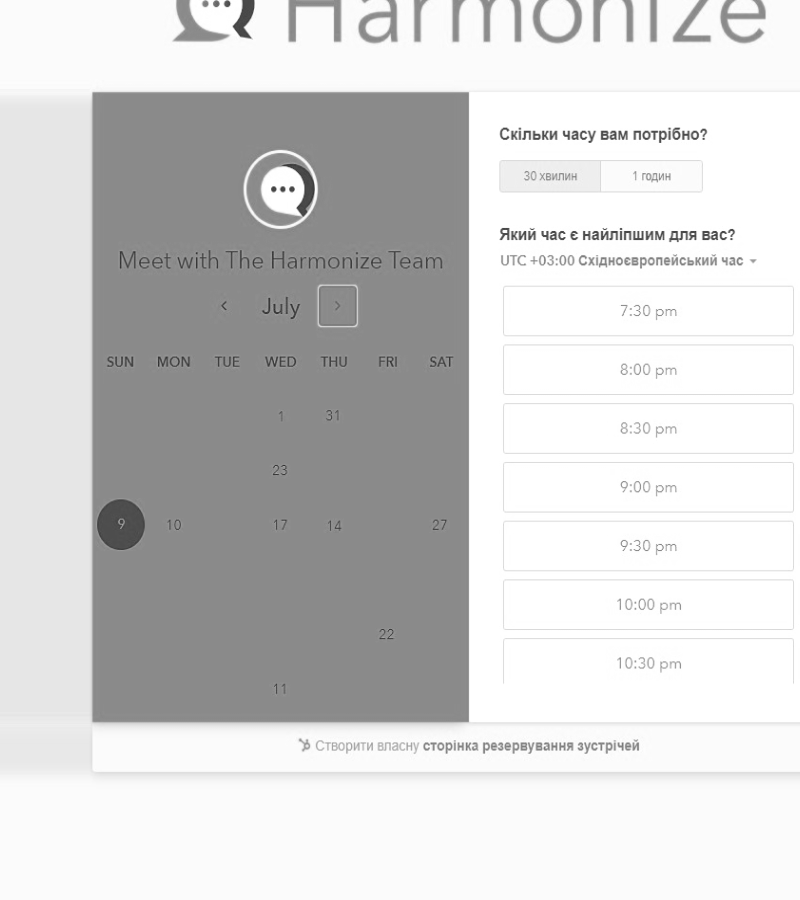 Harmonize
Meet with The Harmonize Team
July
SUN MON TUE WED THU FRI SAT
1 31
23
9 10 17 14 27
22
11
Скільки часу вам потрібно?
30 хвилин 1 годин
Який час є найліпшим для вас?
UTC +03:00 Східноєвропейський час
7:30 pm
8:00 pm
8:30 pm
9:00 pm
9:30 pm
10:00 pm
10:30 pm
Створити власну сторінка резервування зустрічей